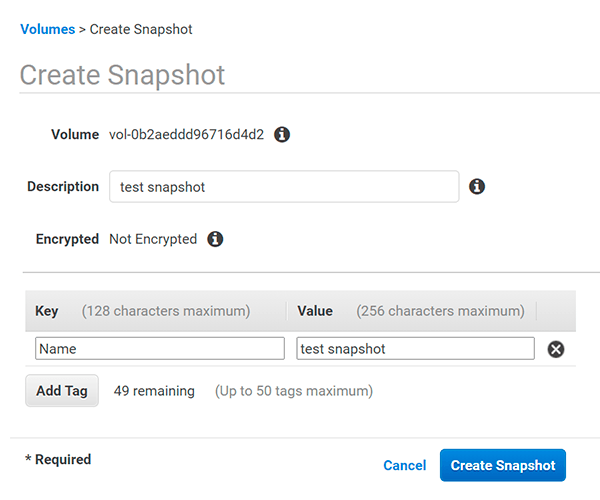 Volumes > Create Snapshot
Create Snapshot
Volume vol-0b2aeddd96716d4d2
Description test snapshot
Encrypted Not Encrypted
Key (128 characters maximum) Value (256 characters maximum)
Name test snapshot
Add Tag 49 remaining (Up to 50 tags maximum)
* Required Cancel Create Snapshot